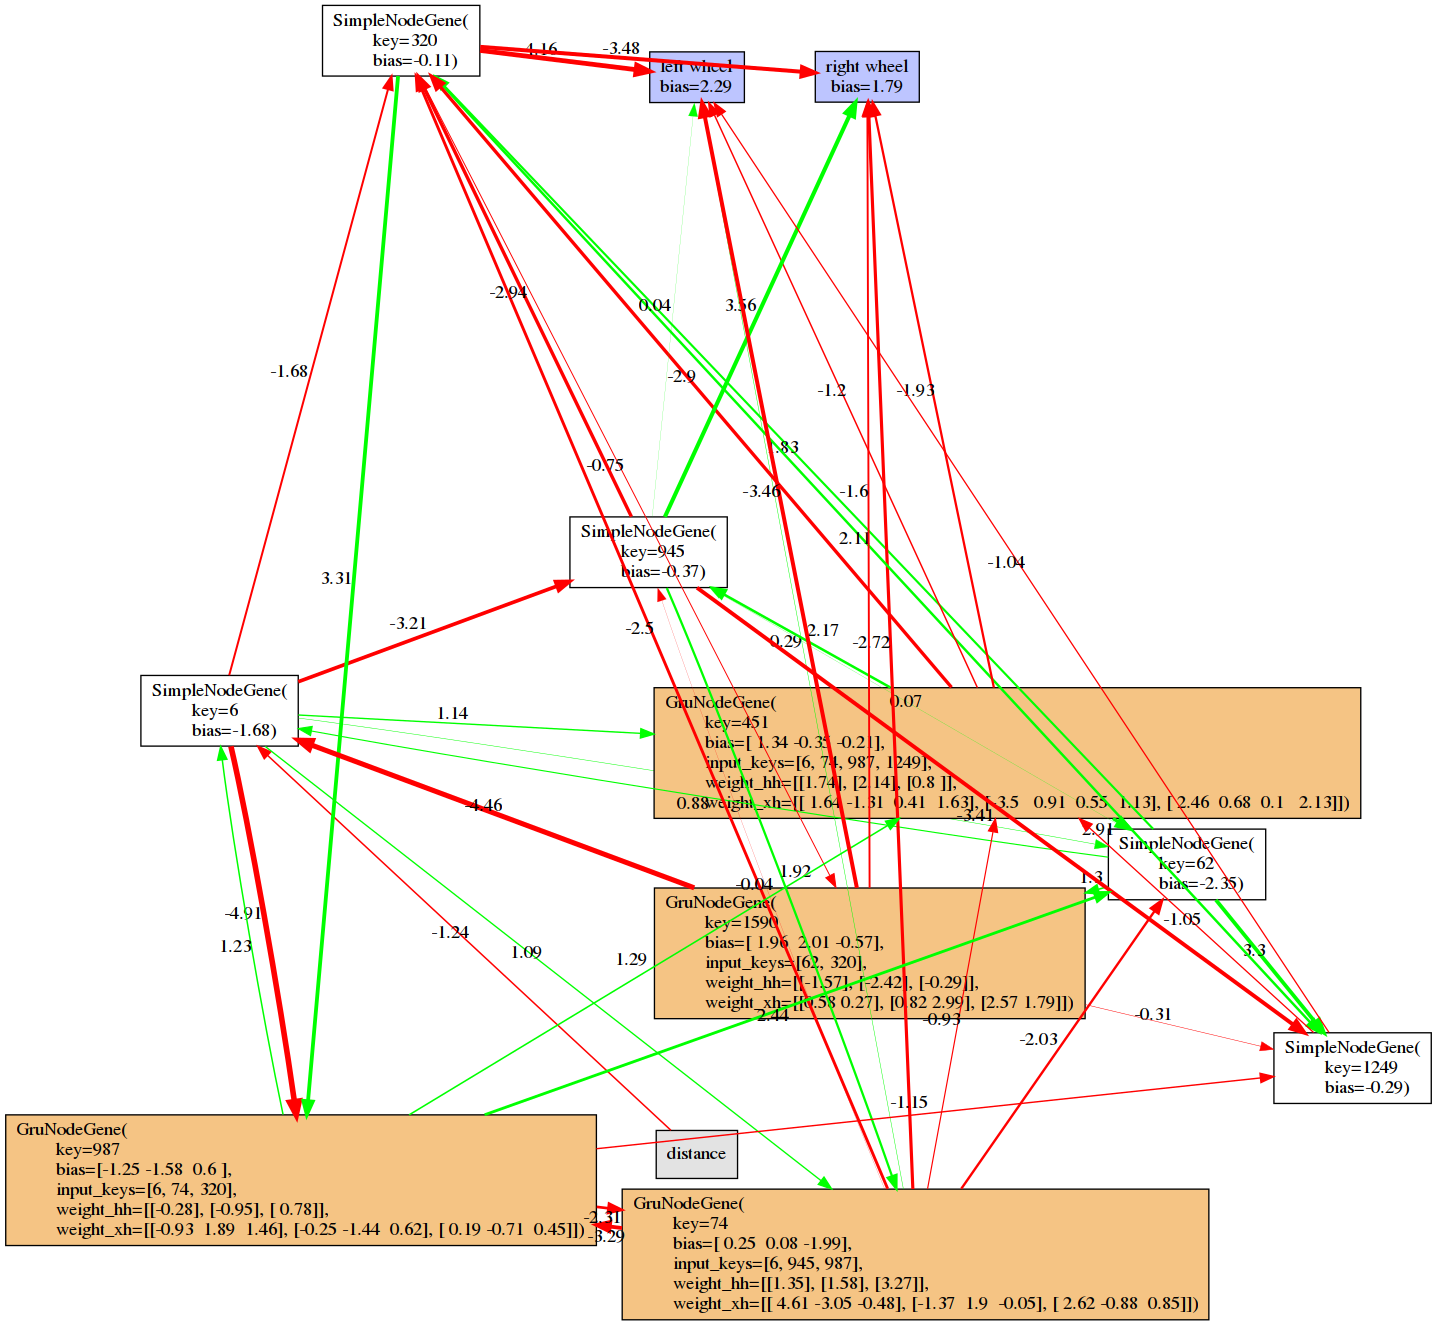 SimpleNodeGene(
key=320
bias=-0.11)
4.16
-3.48
left wheel
bias=2.29
right wheel
bias=1.79
-2.94
0.04
3.56
-1.68
-2.9
-1.2
-1.93
.83
-0.75
-3.46
-1.6
SimpleNodeGene(
key=945
bias=-0.37)
2.11
-1.04
3.31
-3.21
-2.5
0.29
2.17
-2.72
SimpleNodeGene(
key=6
bias=-1.68)
1.14
0.07
GruNodeGene(
key=451
bias=[ 1.34 -0.35 -0.21],
input_keys=[6, 74, 987, 1249],
weight_hh=[[1.74], [2.14], [0.8 ]],
weight_xh=[[ 1.64 -1.31  0.41  1.63], [-3.5   0.91  0.55  1.13], [ 2.46  0.68  0.1   2.13]])
0.88
-4.46
-3.41
2.91
SimpleNodeGene(
key=62
bias=-2.35)
1.92
-0.04
1.3
GruNodeGene(
key=1590
bias=[ 1.96  2.01 -0.57],
input_keys=[62, 320],
weight_hh=[[-1.57], [-2.42], [-0.29]],
weight_xh=[[0.58 0.27], [0.82 2.99], [2.57 1.79]])
-4.91
1.23
-1.24
1.09
1.29
-1.05
3.3
2.44
-0.93
-0.31
-2.03
SimpleNodeGene(
key=1249
bias=-0.29)
-1.15
GruNodeGene(
key=987
bias=[-1.25 -1.58  0.6 ],
input_keys=[6, 74, 320],
weight_hh=[[-0.28], [-0.95], [ 0.78]],
weight_xh=[[-0.93  1.89  1.46], [-0.25 -1.44  0.62], [ 0.19 -0.71  0.45]])
distance
-2.31
-3.29
GruNodeGene(
key=74
bias=[ 0.25  0.08 -1.99],
input_keys=[6, 945, 987],
weight_hh=[[1.35], [1.58], [3.27]],
weight_xh=[[ 4.61 -3.05 -0.48], [-1.37  1.9  -0.05], [ 2.62 -0.88  0.85]])